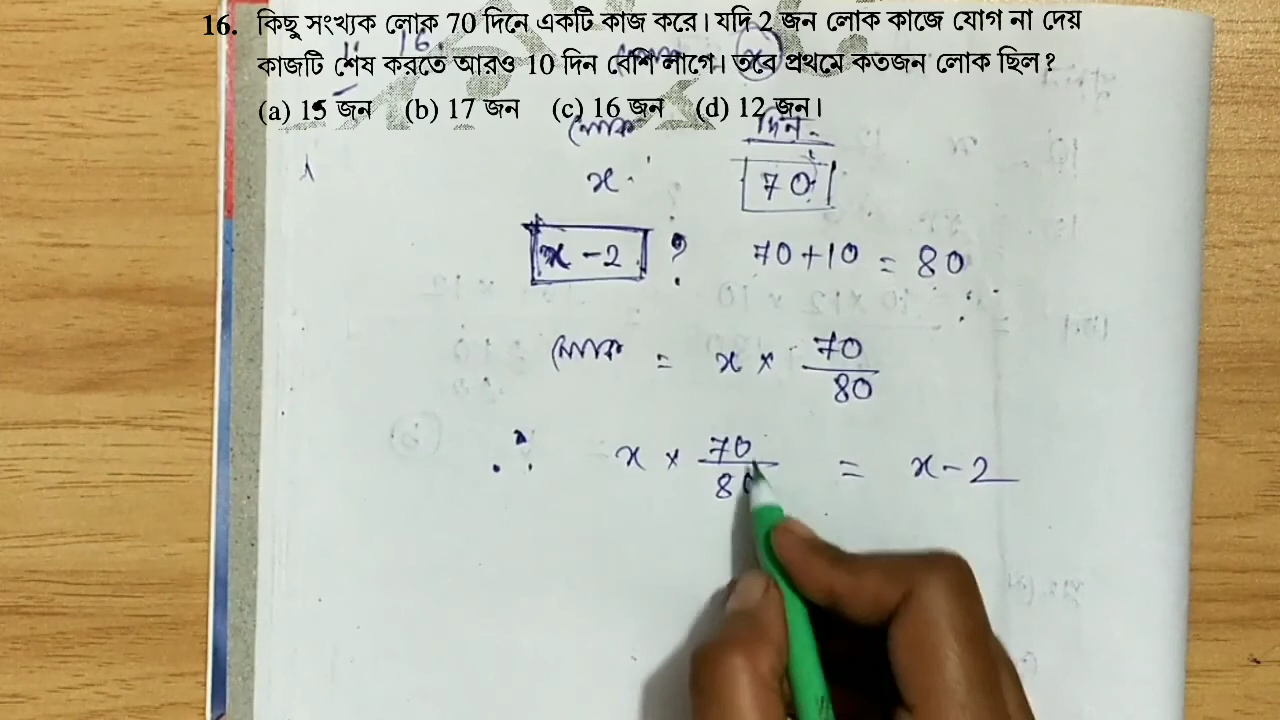 16. কিছু সংখ্যক লোক 70 দিনে একটি কাজ করে। যদি 2 জন লোক কাজে যোগ না দেয়
কাজটি শেষ করতে আরও 10 দিন বেশি লাগে। তবে প্রথমে কতজন লোক ছিল?
16.
(a) 15 জন (b) 17 জন (c) 16 জন (d) 12 জন।
লোক দিন
x 70
x - 2 ? 70 + 10 = 80
লোক = x × 70/80
∴ x × 70/80 = x - 2